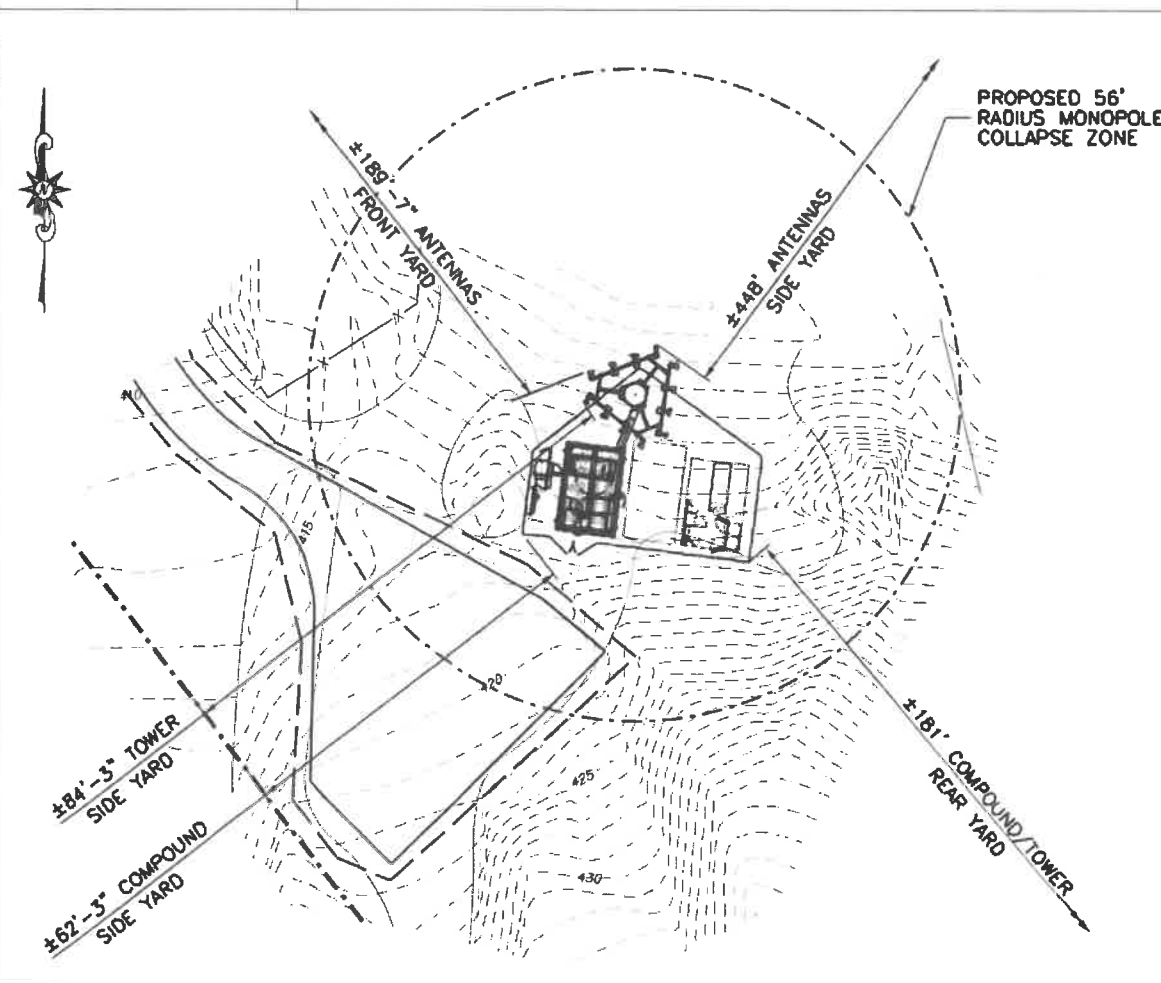 PROPOSED 56'
RADIUS MONOPOLE
COLLAPSE ZONE
±189'-7" ANTENNAS
FRONT YARD
±448' ANTENNAS
SIDE YARD
N
410
415
420
±84'-3" TOWER
SIDE YARD
±62'-3" COMPOUND
SIDE YARD
425
430
±181' COMPOUND/TOWER
REAR YARD